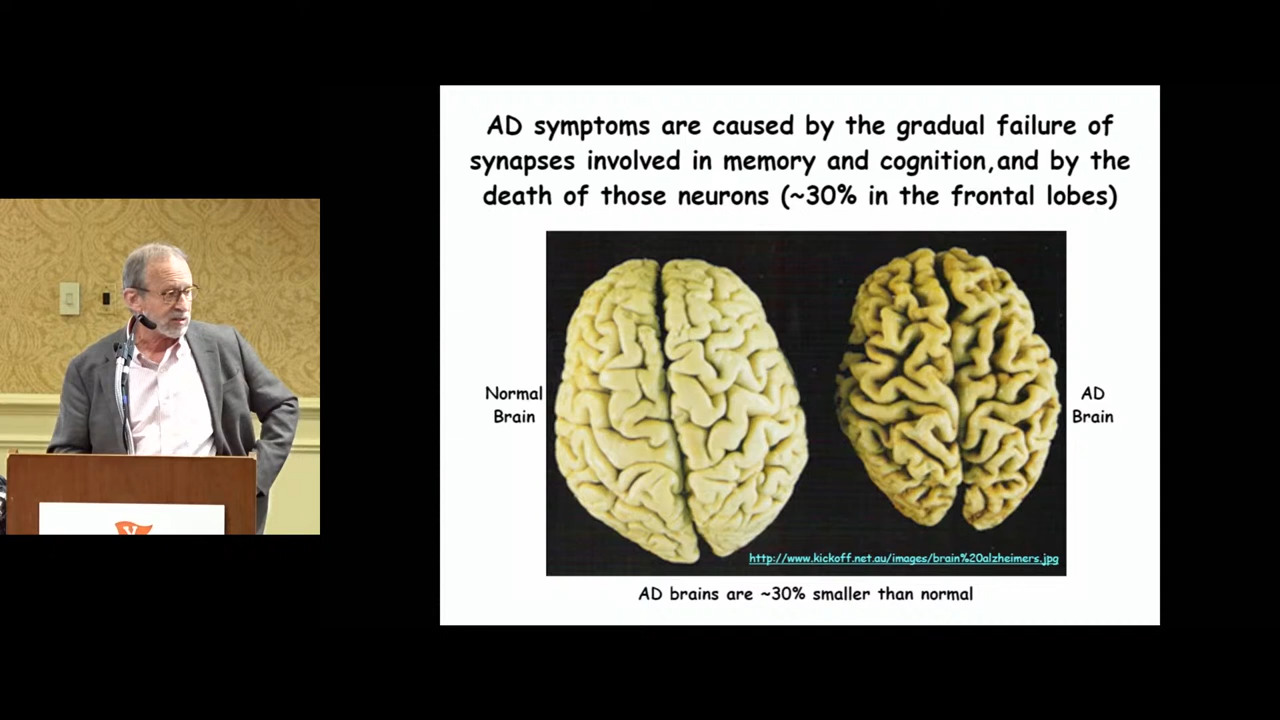 AD symptoms are caused by the gradual failure of
synapses involved in memory and cognition,and by the
death of those neurons (~30% in the frontal lobes)
Normal
Brain
AD
Brain
http://www.kickoff.net.au/images/brain%20alzheimers.jpg
AD brains are ~30% smaller than normal